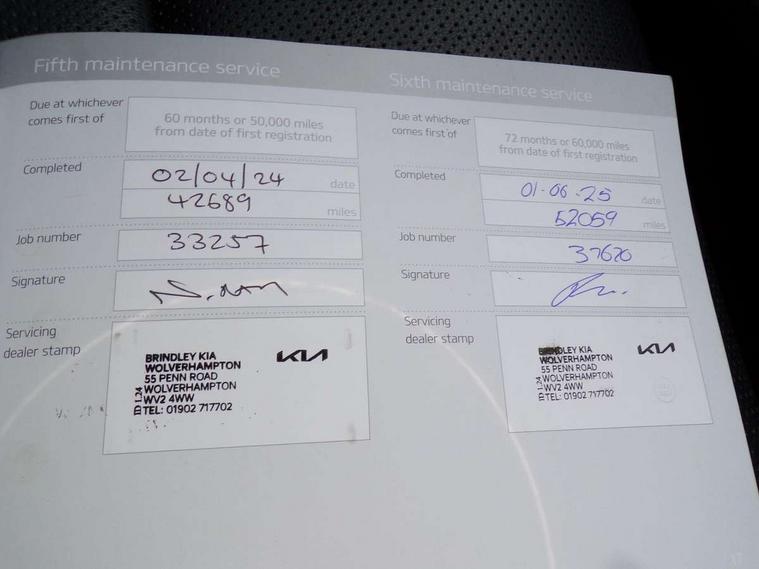 Fifth maintenance service
Due at whichever
comes first of
60 months or 50,000 miles
from date of first registration
Completed
02/04/24 date
42689 miles
Job number
33257
Signature
Servicing
dealer stamp
BRINDLEY KIA
WOLVERHAMPTON
55 PENN ROAD
WOLVERHAMPTON
WV2 4WW
TEL: 01902 717702
KIA
Sixth maintenance service
Due at whichever
comes first of
72 months or 60,000 miles
from date of first registration
Completed
01-06-25 date
52059 miles
Job number
Signature
Servicing
dealer stamp
BRINDLEY KIA
WOLVERHAMPTON
55 PENN ROAD
WOLVERHAMPTON
WV2 4WW
TEL: 01902 717702
KIA